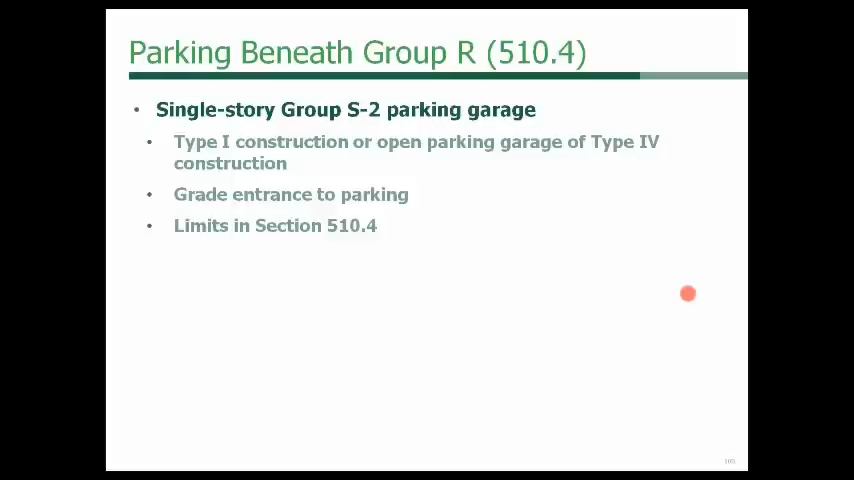 Parking Beneath Group R (510.4)
• Single-story Group S-2 parking garage
• Type I construction or open parking garage of Type IV
construction
• Grade entrance to parking
• Limits in Section 510.4